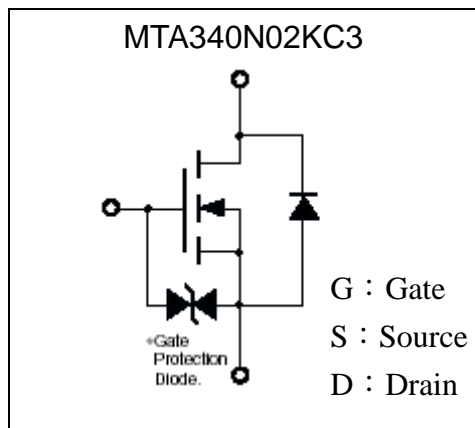 MTA340N02KC3
G：Gate
S：Source
D：Drain
*Gate
Protection
Diode.